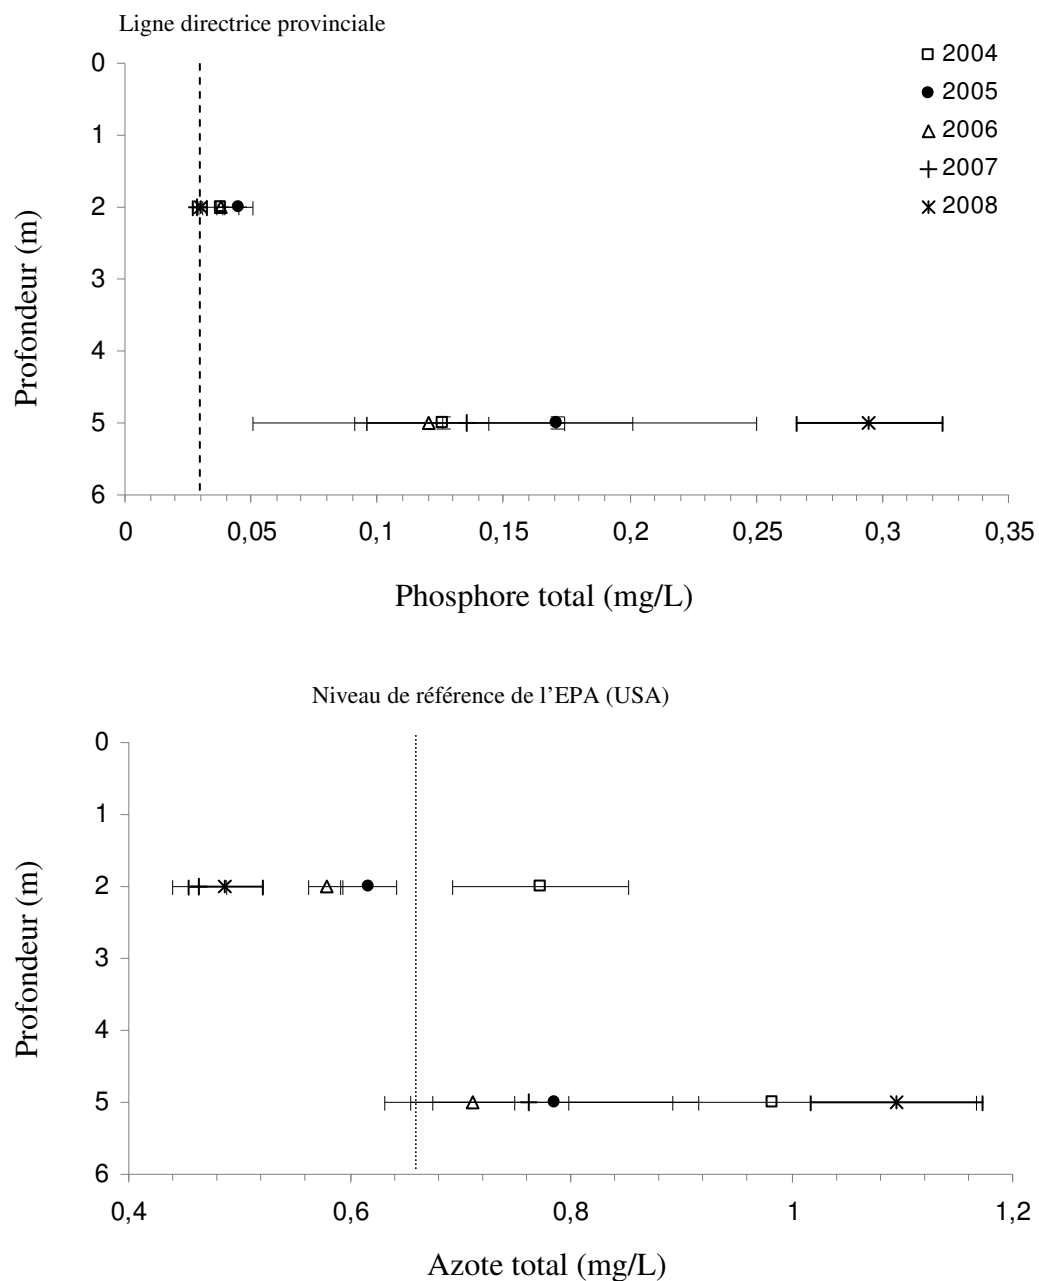 Ligne directrice provinciale
2004
2005
2006
2007
2008
0
1
2
3
4
5
6
Profondeur (m)
0 0,05 0,1 0,15 0,2 0,25 0,3 0,35
Phosphore total (mg/L)
Niveau de référence de l’EPA (USA)
0
1
2
3
4
5
6
Profondeur (m)
0,4 0,6 0,8 1 1,2
Azote total (mg/L)